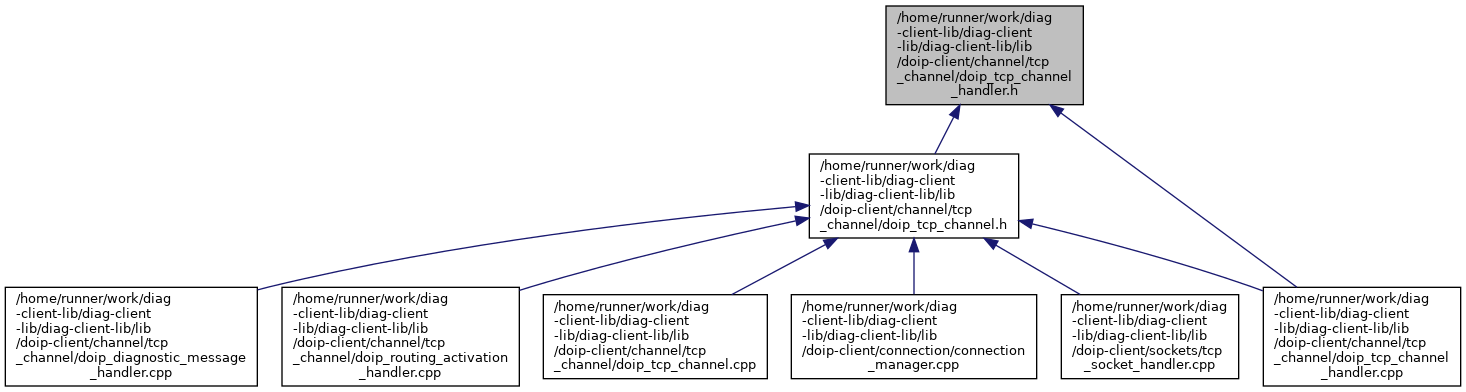 /home/runner/work/diag
-client-lib/diag-client
-lib/diag-client-lib/lib
/doip-client/channel/tcp
_channel/doip_tcp_channel
_handler.h
/home/runner/work/diag
-client-lib/diag-client
-lib/diag-client-lib/lib
/doip-client/channel/tcp
_channel/doip_tcp_channel.h
/home/runner/work/diag
-client-lib/diag-client
-lib/diag-client-lib/lib
/doip-client/channel/tcp
_channel/doip_diagnostic_message
_handler.cpp
/home/runner/work/diag
-client-lib/diag-client
-lib/diag-client-lib/lib
/doip-client/channel/tcp
_channel/doip_routing_activation
_handler.cpp
/home/runner/work/diag
-client-lib/diag-client
-lib/diag-client-lib/lib
/doip-client/channel/tcp
_channel/doip_tcp_channel.cpp
/home/runner/work/diag
-client-lib/diag-client
-lib/diag-client-lib/lib
/doip-client/connection/connection
_manager.cpp
/home/runner/work/diag
-client-lib/diag-client
-lib/diag-client-lib/lib
/doip-client/sockets/tcp
_socket_handler.cpp
/home/runner/work/diag
-client-lib/diag-client
-lib/diag-client-lib/lib
/doip-client/channel/tcp
_channel/doip_tcp_channel
_handler.cpp